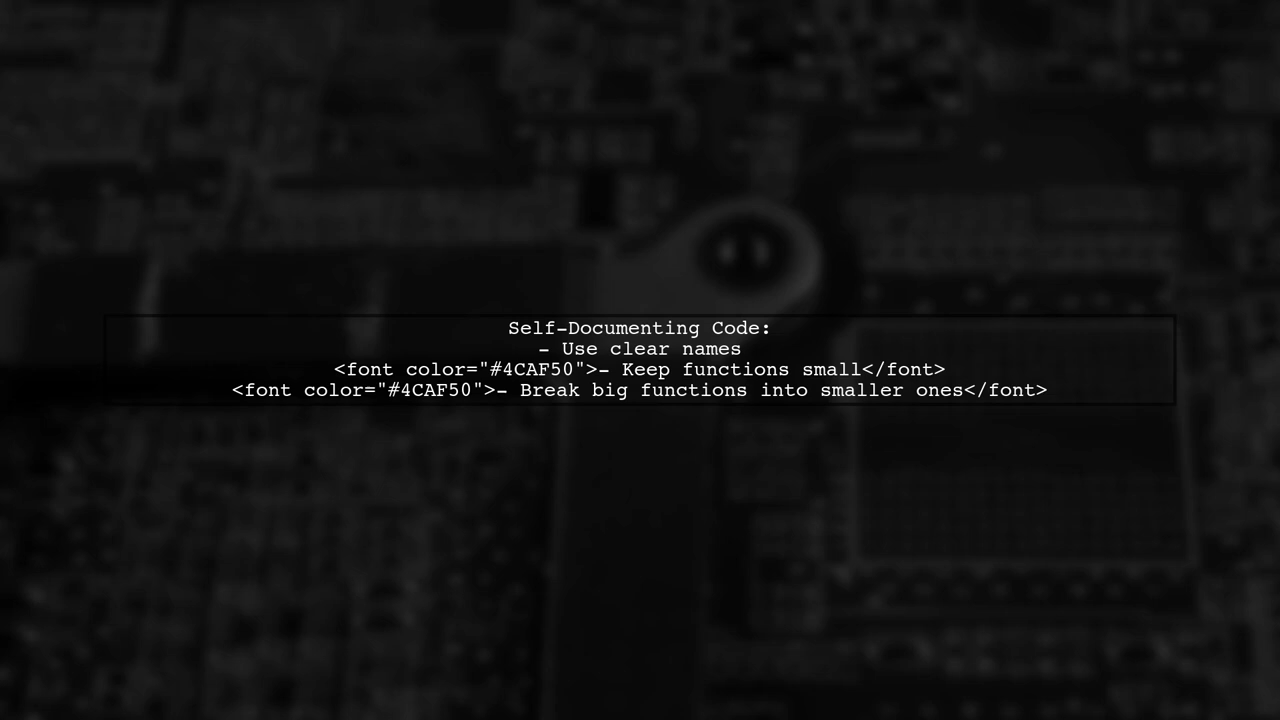 Self-Documenting Code:
- Use clear names
<font color="#4CAF50">- Keep functions small</font>
<font color="#4CAF50">- Break big functions into smaller ones</font>